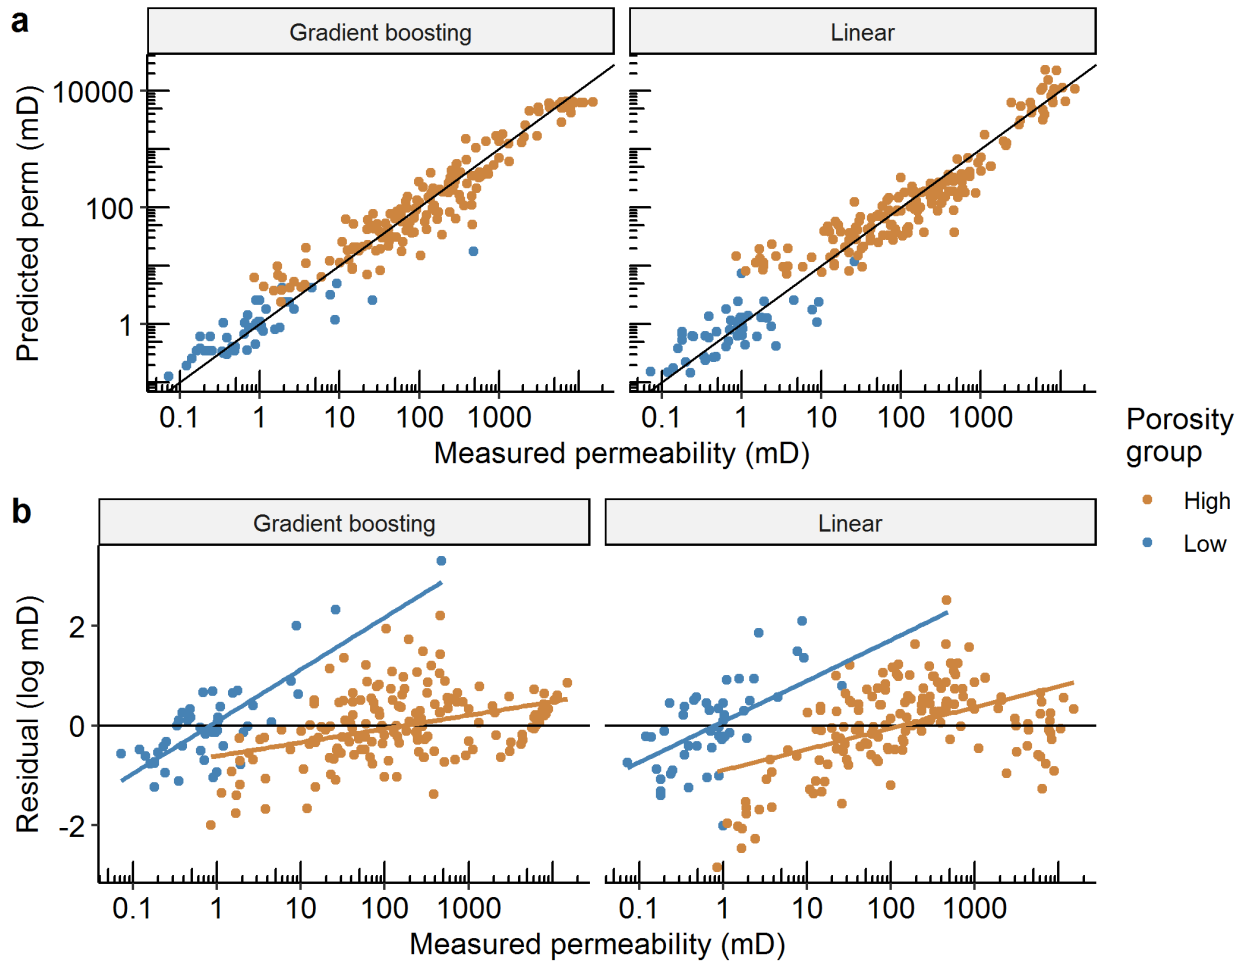 a
Gradient boosting
Linear
Predicted perm (mD)
10000
100
1
0.1 1 10 100 1000
0.1 1 10 100 1000
Measured permeability (mD)
Porosity
group
High
Low
b
Gradient boosting
Linear
Residual (log mD)
2
0
-2
0.1 1 10 100 1000
0.1 1 10 100 1000
Measured permeability (mD)